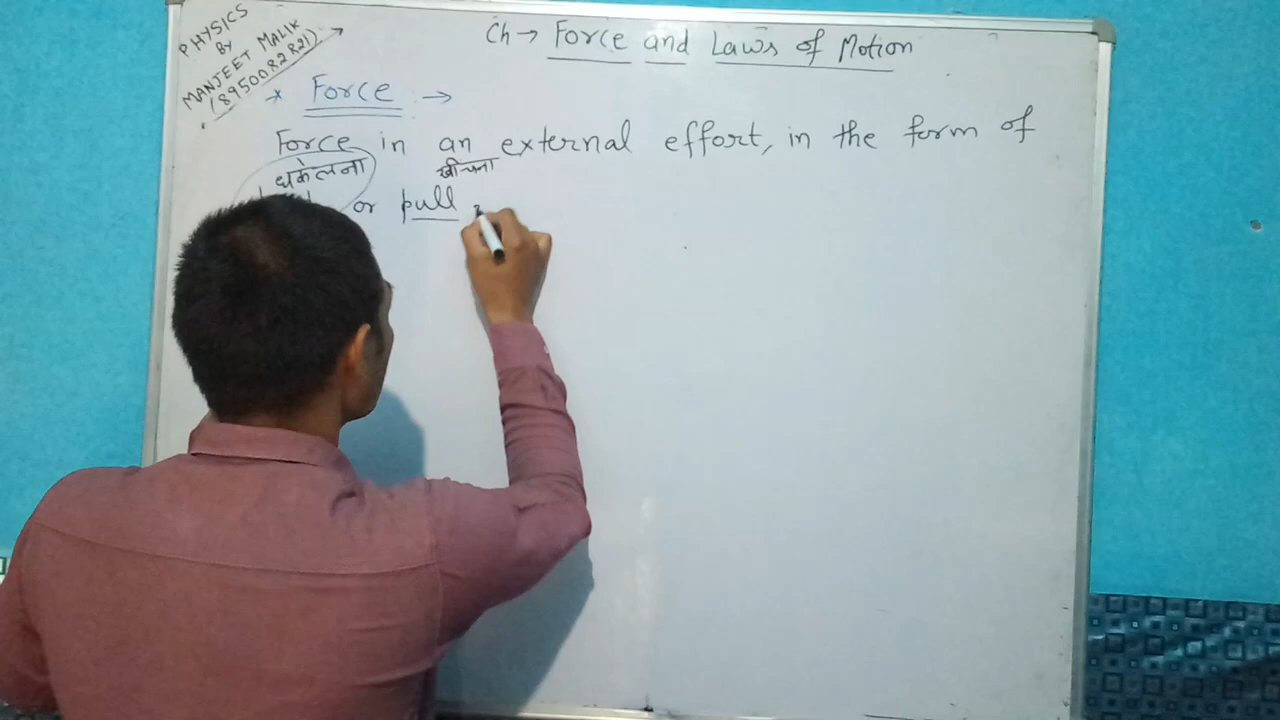 PHYSICS
BY
MANJEET MALIK
(8950082821)
Ch → Force and Laws of Motion
* Force →
Force in an external effort, in the form of
धकेलना खीचना
or pull